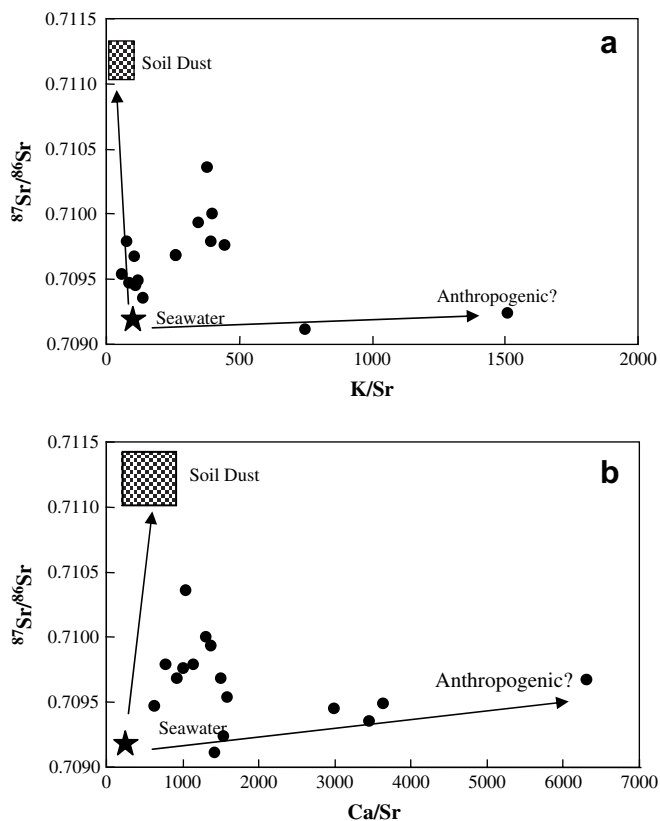 a
0.7115
Soil Dust
0.7110
0.7105
⁸⁷Sr/⁸⁶Sr
0.7100
0.7095
Anthropogenic?
Seawater
0.7090
0 500 1000 1500 2000
K/Sr
0.7115
b
Soil Dust
0.7110
0.7105
⁸⁷Sr/⁸⁶Sr
0.7100
Anthropogenic?
0.7095
Seawater
0.7090
0 1000 2000 3000 4000 5000 6000 7000
Ca/Sr